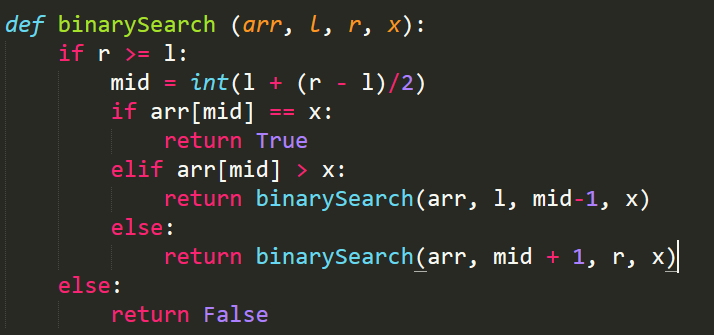 def binarySearch (arr, l, r, x):
    if r >= l:
        mid = int(l + (r - l)/2)
        if arr[mid] == x:
            return True
        elif arr[mid] > x:
            return binarySearch(arr, l, mid-1, x)
        else:
            return binarySearch(arr, mid + 1, r, x)
    else:
        return False